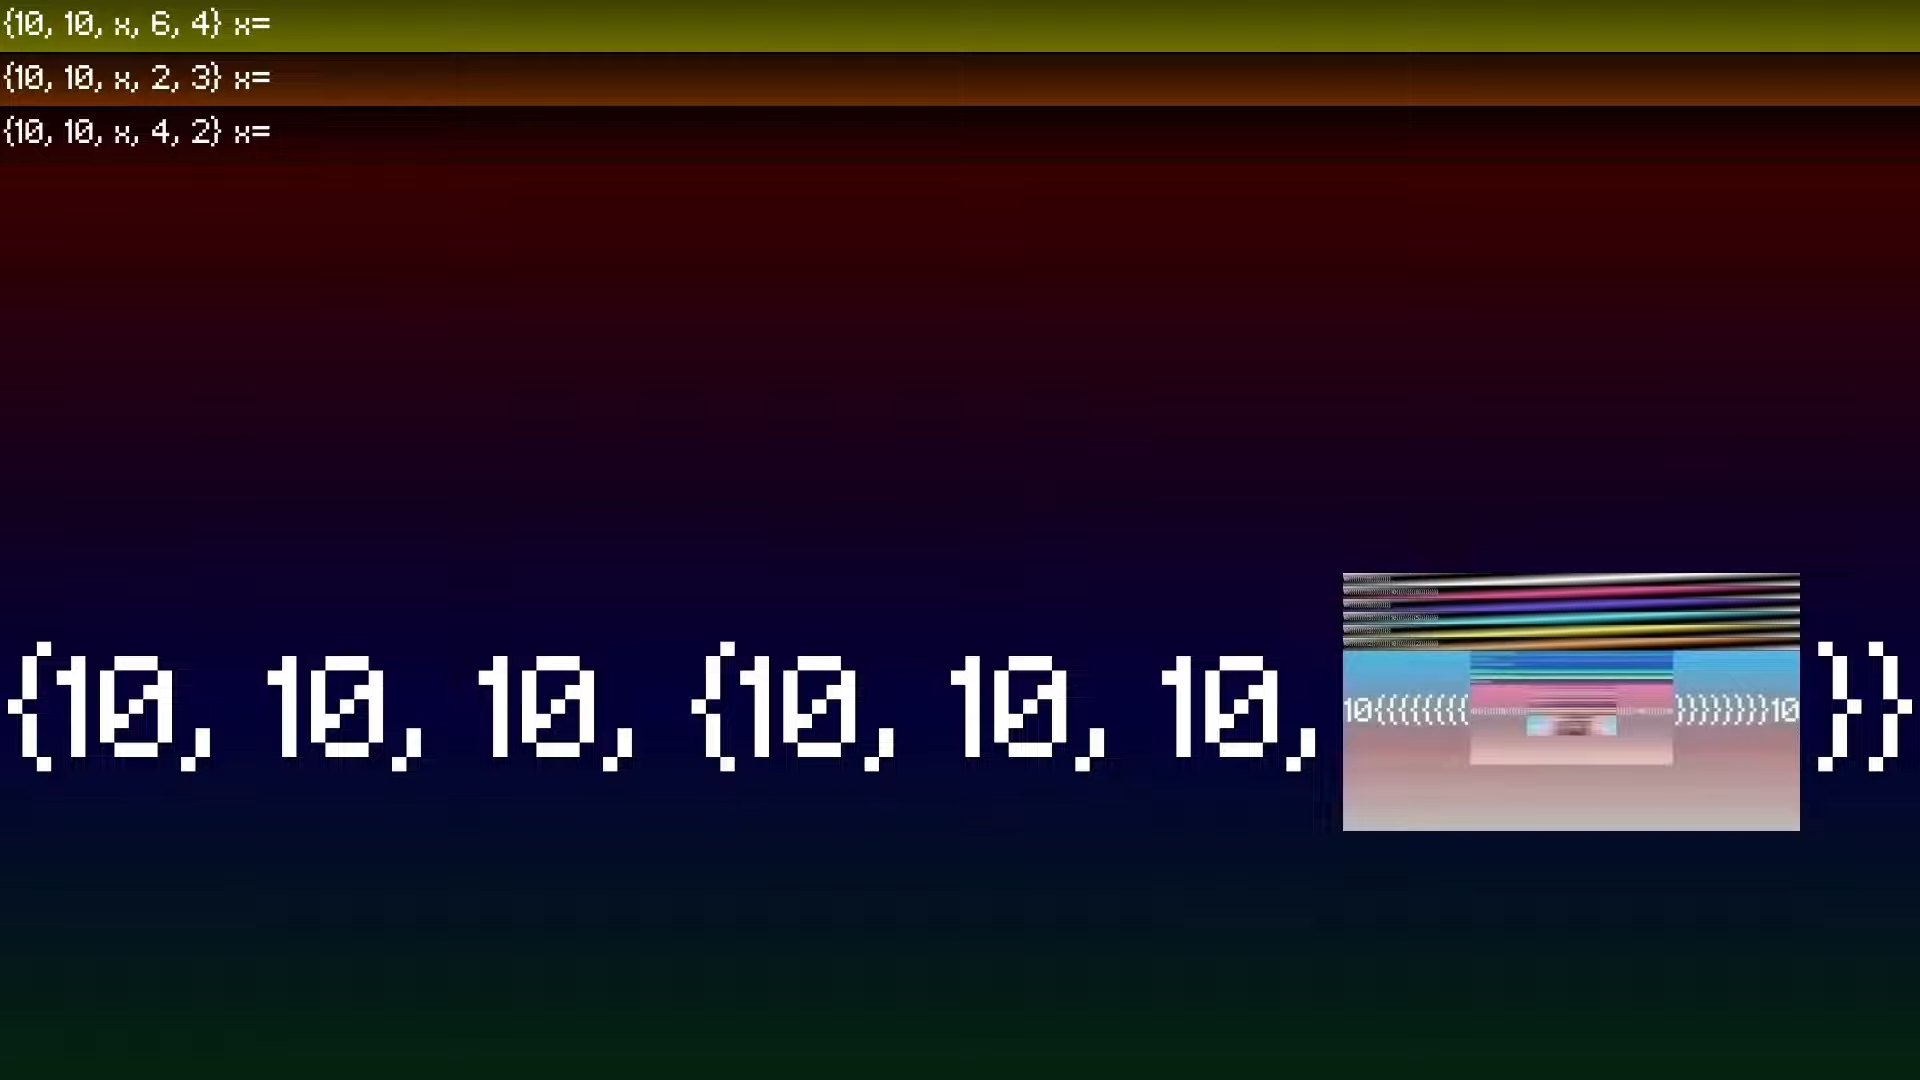 {10, 10, x, 6, 4} x=
{10, 10, x, 2, 3} x=
{10, 10, x, 4, 2} x=
{10, 10, 10, {10, 10, 10, 10{{{{{{{{ }}}}}}}}10 }}